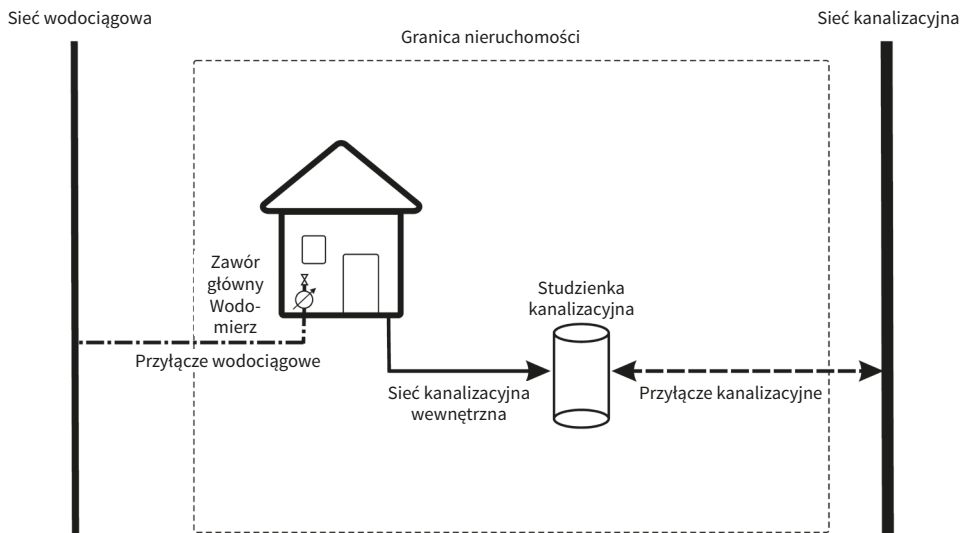 Sieć wodociągowa
Sieć kanalizacyjna
Granica nieruchomości
Zawór
główny
Wodo-
mierz
Studzienka
kanalizacyjna
Przyłącze wodociągowe
Sieć kanalizacyjna
wewnętrzna
Przyłącze kanalizacyjne